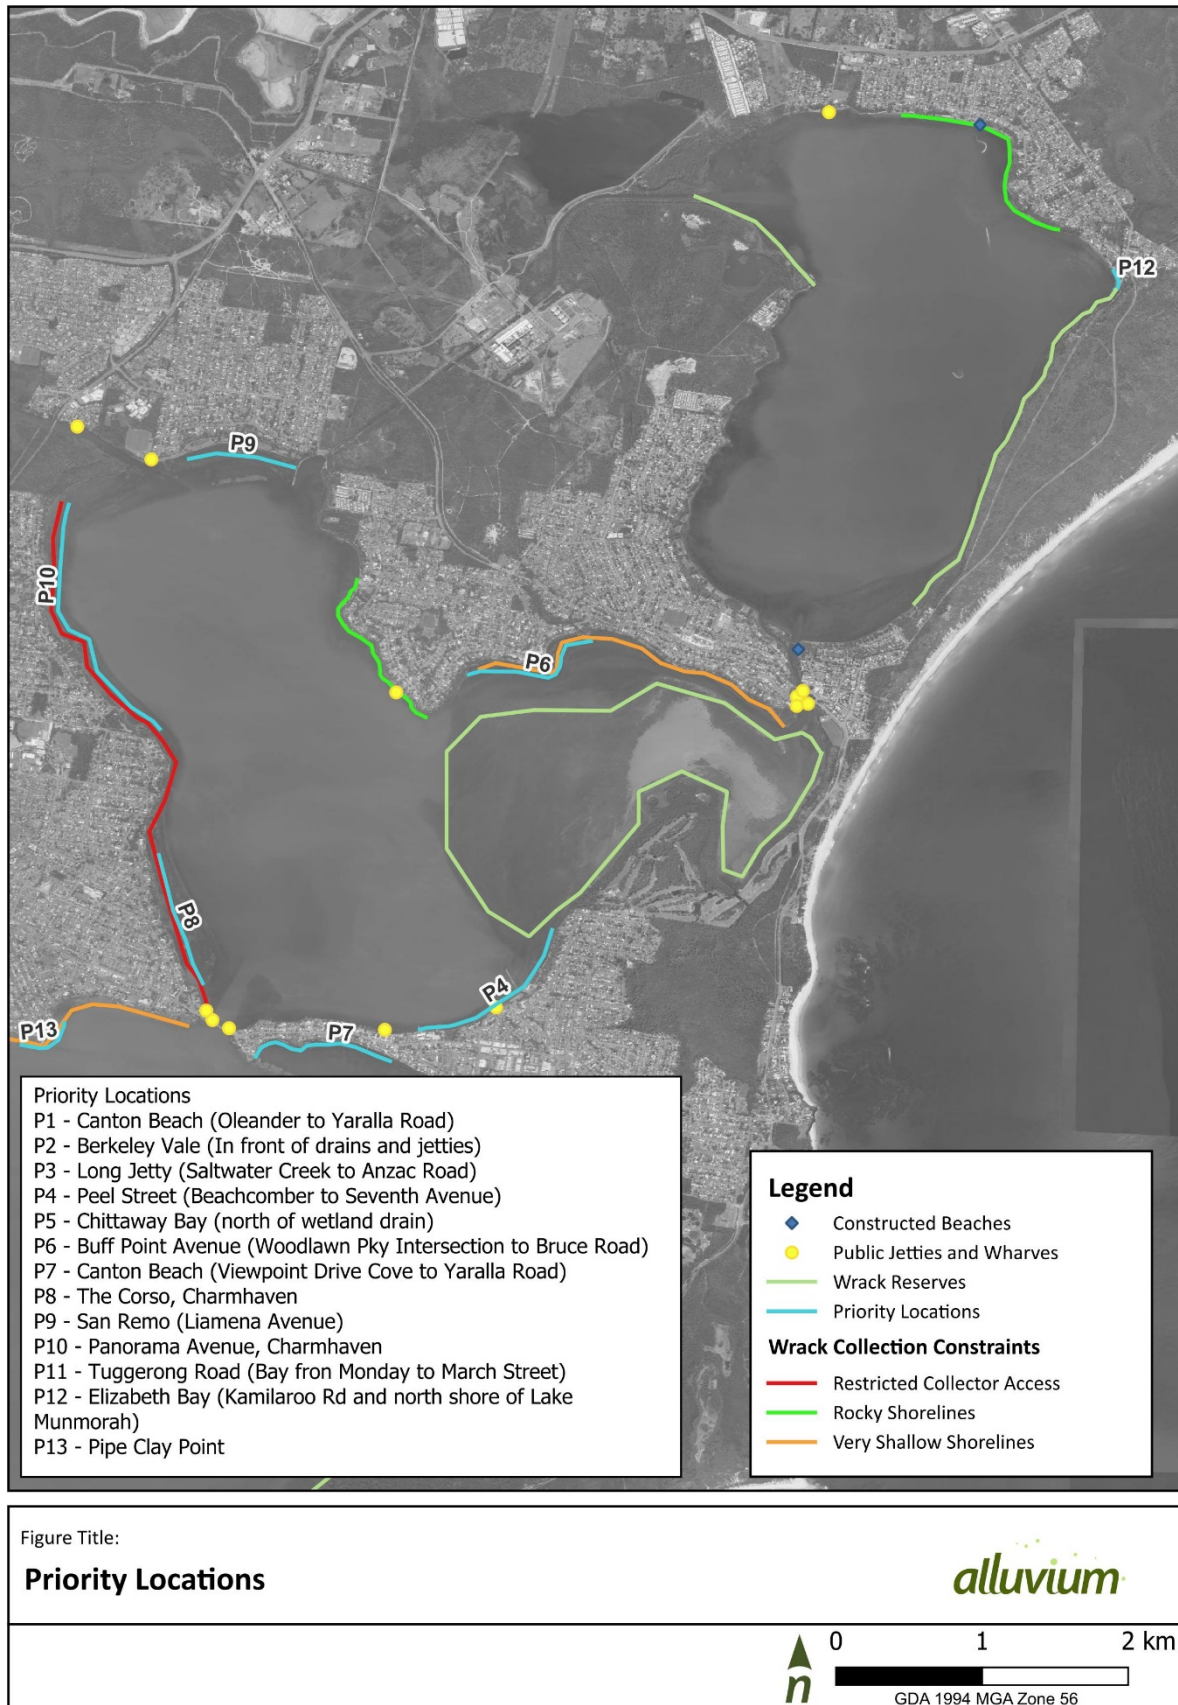 P12
P9
P10
P6
P8
P4
P13
P7
Priority Locations
P1 - Canton Beach (Oleander to Yaralla Road)
P2 - Berkeley Vale (In front of drains and jetties)
P3 - Long Jetty (Saltwater Creek to Anzac Road)
P4 - Peel Street (Beachcomber to Seventh Avenue)
P5 - Chittaway Bay (north of wetland drain)
P6 - Buff Point Avenue (Woodlawn Pky Intersection to Bruce Road)
P7 - Canton Beach (Viewpoint Drive Cove to Yaralla Road)
P8 - The Corso, Charmhaven
P9 - San Remo (Liamena Avenue)
P10 - Panorama Avenue, Charmhaven
P11 - Tuggerong Road (Bay fron Monday to March Street)
P12 - Elizabeth Bay (Kamilaroo Rd and north shore of Lake
Munmorah)
P13 - Pipe Clay Point
Legend
Constructed Beaches
Public Jetties and Wharves
Wrack Reserves
Priority Locations
Wrack Collection Constraints
Restricted Collector Access
Rocky Shorelines
Very Shallow Shorelines
Figure Title:
Priority Locations
alluvium
n
0 1 2 km
GDA 1994 MGA Zone 56